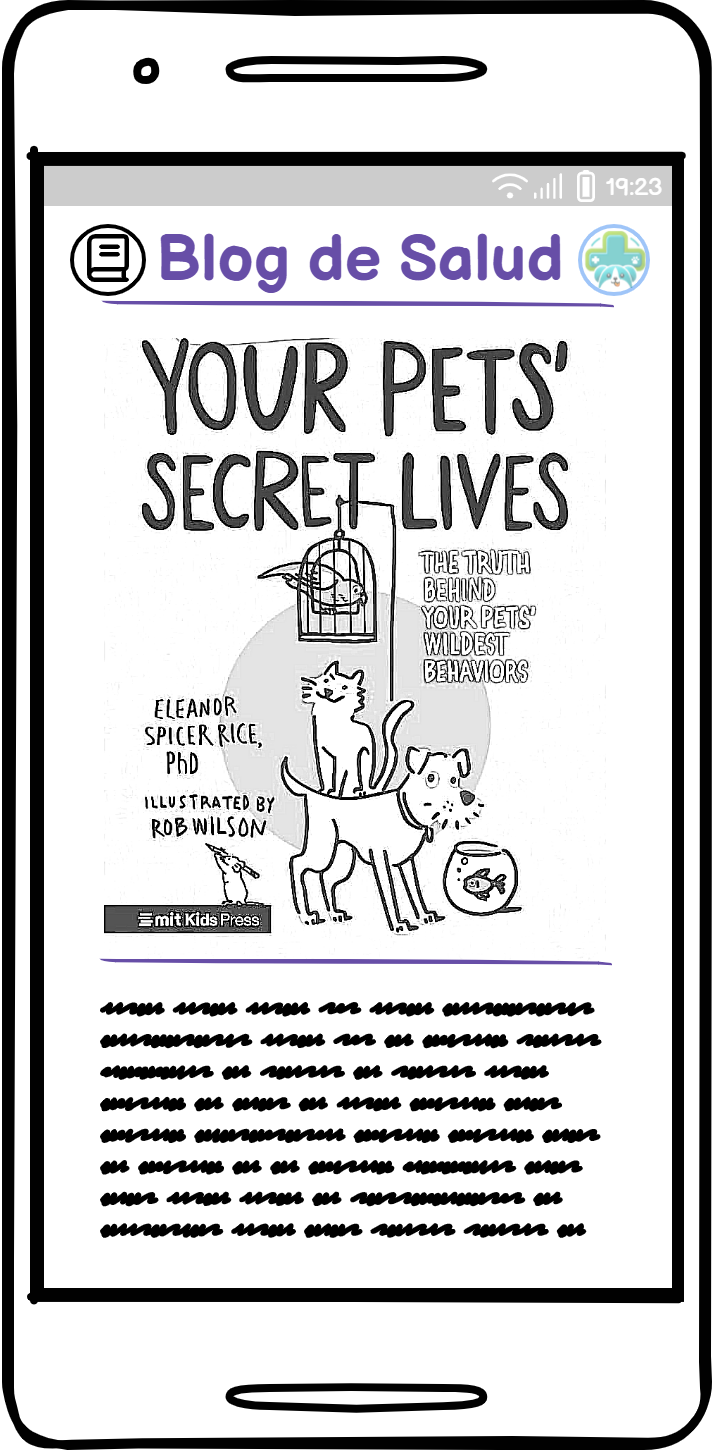 19:23
Blog de Salud
YOUR PETS'
SECRET LIVES
THE TRUTH
BEHIND
YOUR PETS'
WILDEST
BEHAVIORS
ELEANOR
SPICER RICE,
PhD
ILLUSTRATED BY
ROB WILSON
mit Kids Press